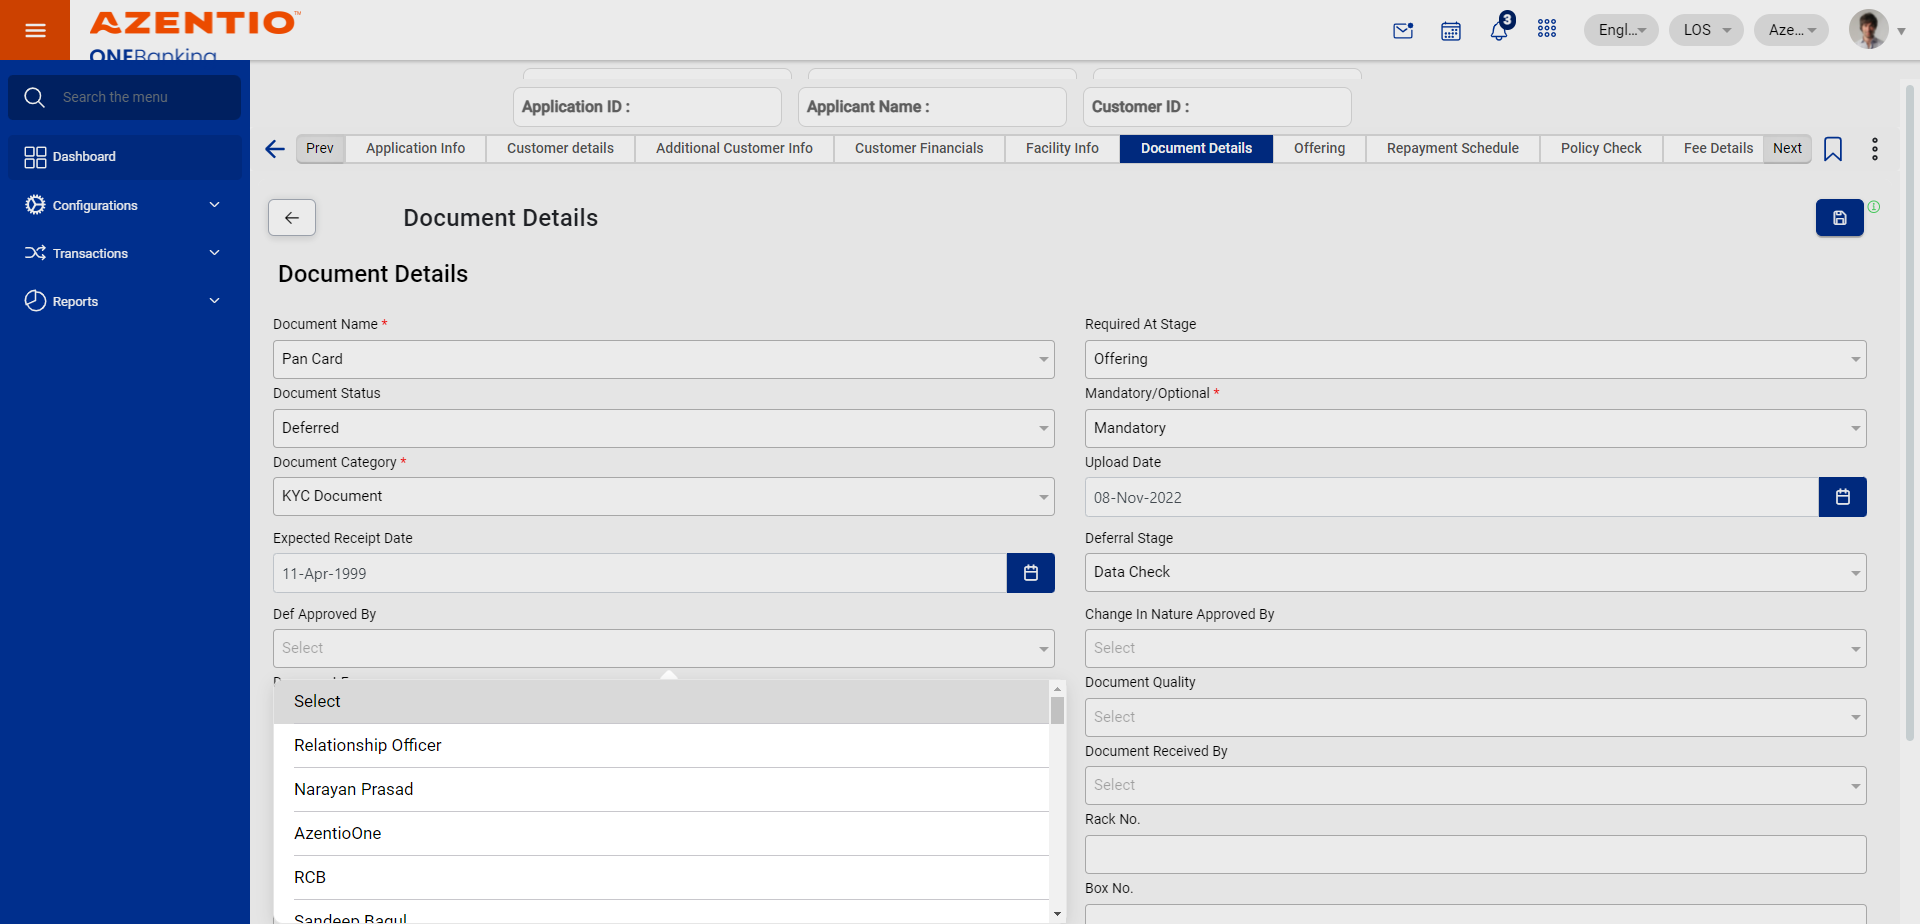 AZENTIO™
ONEBanking
3
Engl...
LOS
Aze...
Search the menu
Dashboard
Configurations
Transactions
Reports
Application ID :
Applicant Name :
Customer ID :
Prev
Application Info
Customer details
Additional Customer Info
Customer Financials
Facility Info
Document Details
Offering
Repayment Schedule
Policy Check
Fee Details
Next
Document Details
Document Details
Document Name *
Pan Card
Required At Stage
Offering
Document Status
Deferred
Mandatory/Optional *
Mandatory
Document Category *
KYC Document
Upload Date
08-Nov-2022
Expected Receipt Date
11-Apr-1999
Deferral Stage
Data Check
Def Approved By
Select
Change In Nature Approved By
Select
Select
Relationship Officer
Narayan Prasad
AzentioOne
RCB
Sandeep Bagul
Document Quality
Select
Document Received By
Select
Rack No.
Box No.